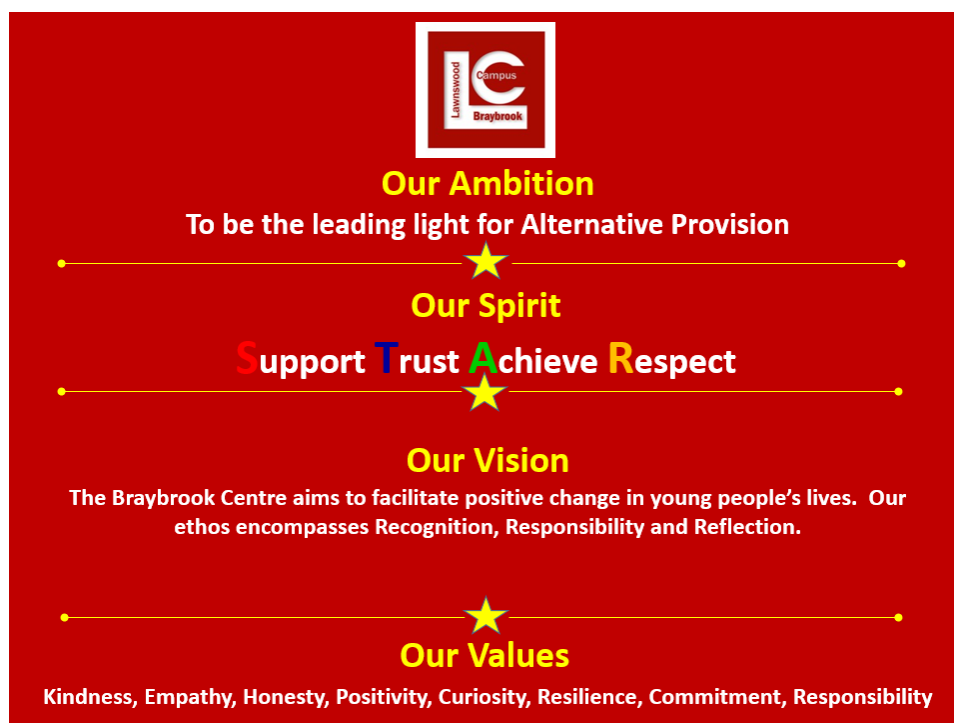 Lawnswood
Campus
Braybrook
Our Ambition
To be the leading light for Alternative Provision
Our Spirit
Support Trust Achieve Respect
Our Vision
The Braybrook Centre aims to facilitate positive change in young people’s lives.  Our
ethos encompasses Recognition, Responsibility and Reflection.
Our Values
Kindness, Empathy, Honesty, Positivity, Curiosity, Resilience, Commitment, Responsibility